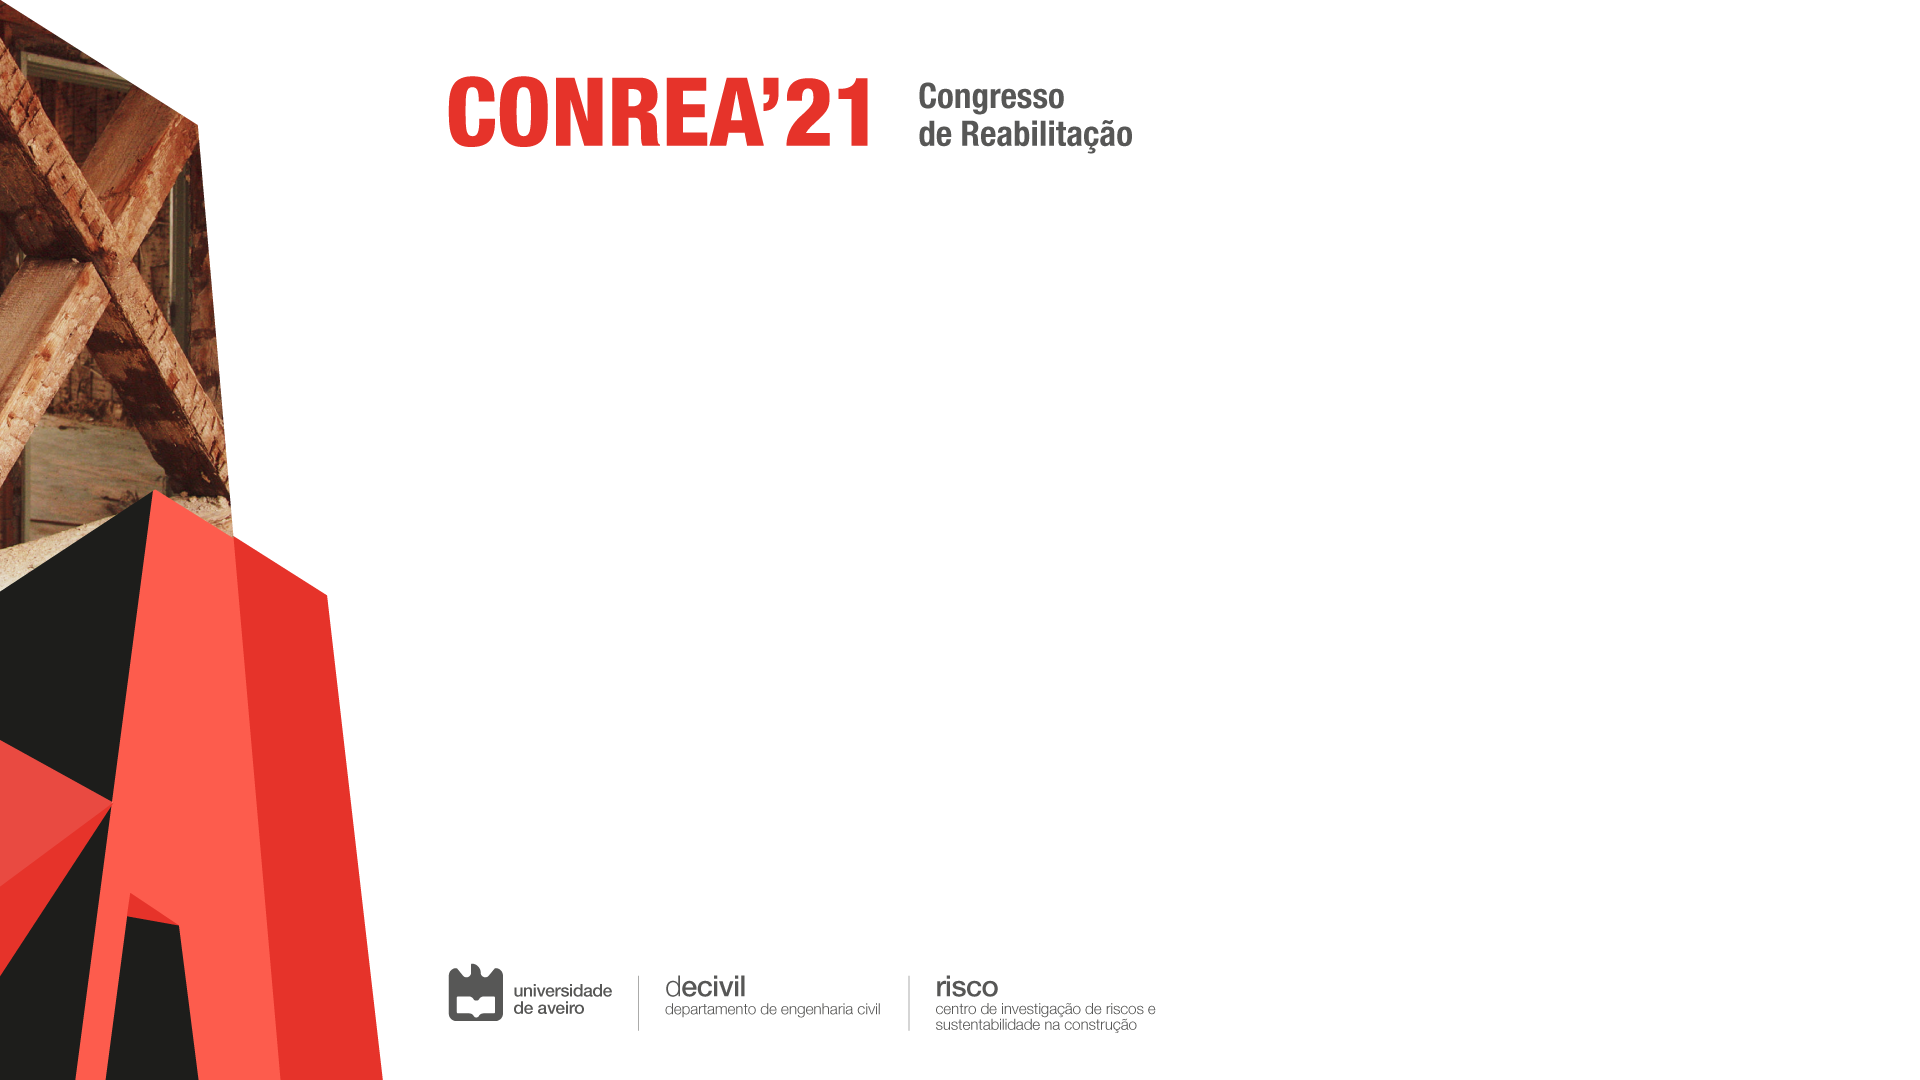 CONREA’21
Congresso
de Reabilitação
universidade
de aveiro
decivil
departamento de engenharia civil
risco
centro de investigação de riscos e
sustentabilidade na construção